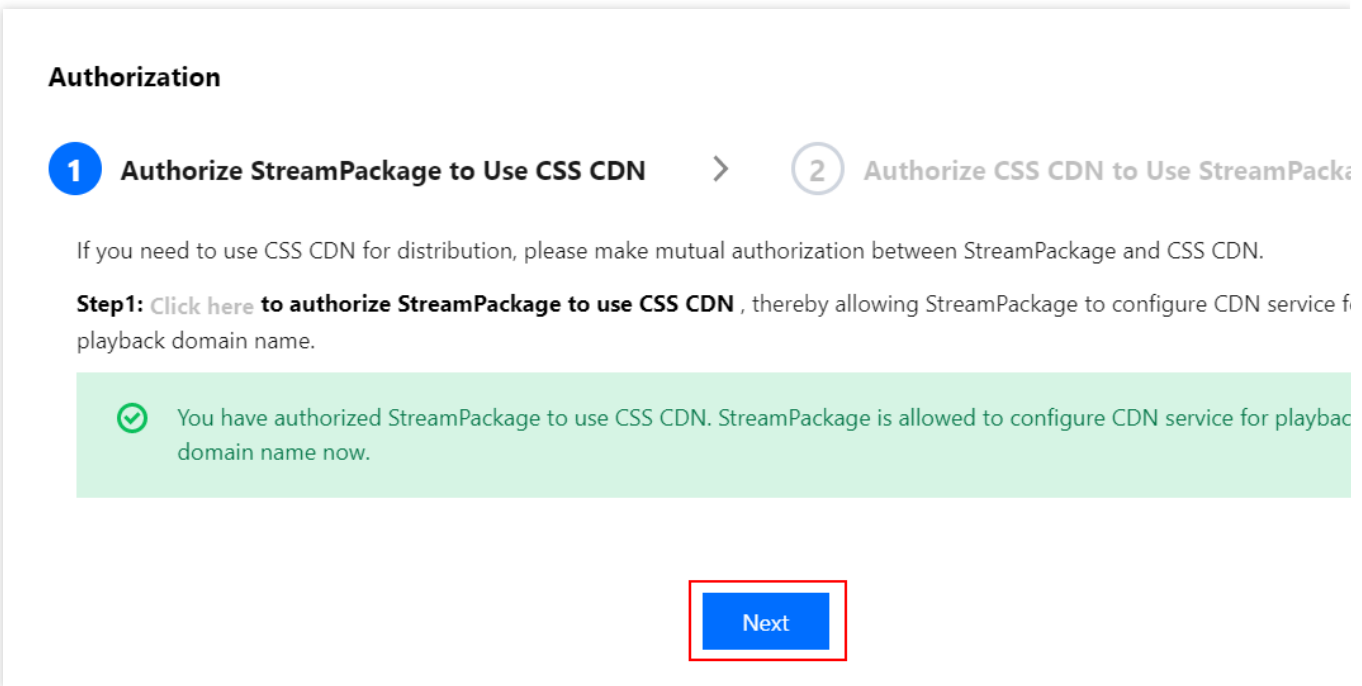 Authorization
1 Authorize StreamPackage to Use CSS CDN > 2 Authorize CSS CDN to Use
If you need to use CSS CDN for distribution, please make mutual authorization between StreamPackage and CSS CDN.
Step1: Click here to authorize StreamPackage to use CSS CDN , thereby allowing StreamPackage to configure CDN service
playback domain name.
You have authorized StreamPackage to use CSS CDN. StreamPackage is allowed to configure CDN service for
domain name now.
Next